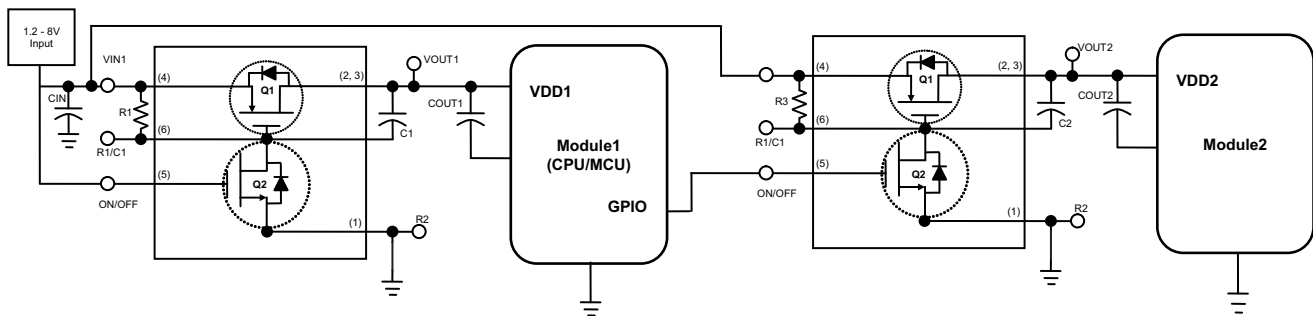 1.2 - 8V
Input
VIN1
CIN
R1
R1/C1
ON/OFF
(4)
(6)
(5)
Q1
Q2
(2, 3)
(1)
R2
C1
VOUT1
COUT1
VDD1
Module1
(CPU/MCU)
GPIO
R3
R1/C1
ON/OFF
(4)
(6)
(5)
Q1
Q2
(2, 3)
(1)
R2
C2
VOUT2
COUT2
VDD2
Module2